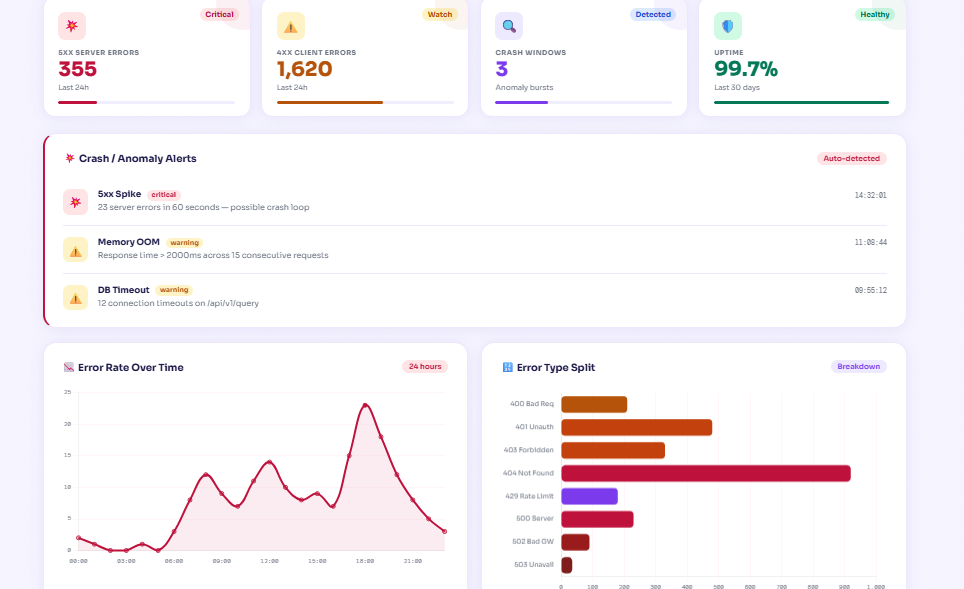 Critical
5XX SERVER ERRORS
355
Last 24h
Watch
4XX CLIENT ERRORS
1,620
Last 24h
Detected
CRASH WINDOWS
3
Anomaly bursts
Healthy
UPTIME
99.7%
Last 30 days
Crash / Anomaly Alerts
Auto-detected
5xx Spike critical 14:32:01
23 server errors in 60 seconds — possible crash loop
Memory OOM warning 11:08:44
Response time > 2000ms across 15 consecutive requests
DB Timeout warning 09:55:12
12 connection timeouts on /api/v1/query
Error Rate Over Time
24 hours
25
20
15
10
5
0
00:00 03:00 06:00 09:00 12:00 15:00 18:00 21:00
Error Type Split
Breakdown
400 Bad Req
401 Unauth
403 Forbidden
404 Not Found
429 Rate Limit
500 Server
502 Bad GW
503 Unavail
0 100 200 300 400 500 600 700 800 900 1,000